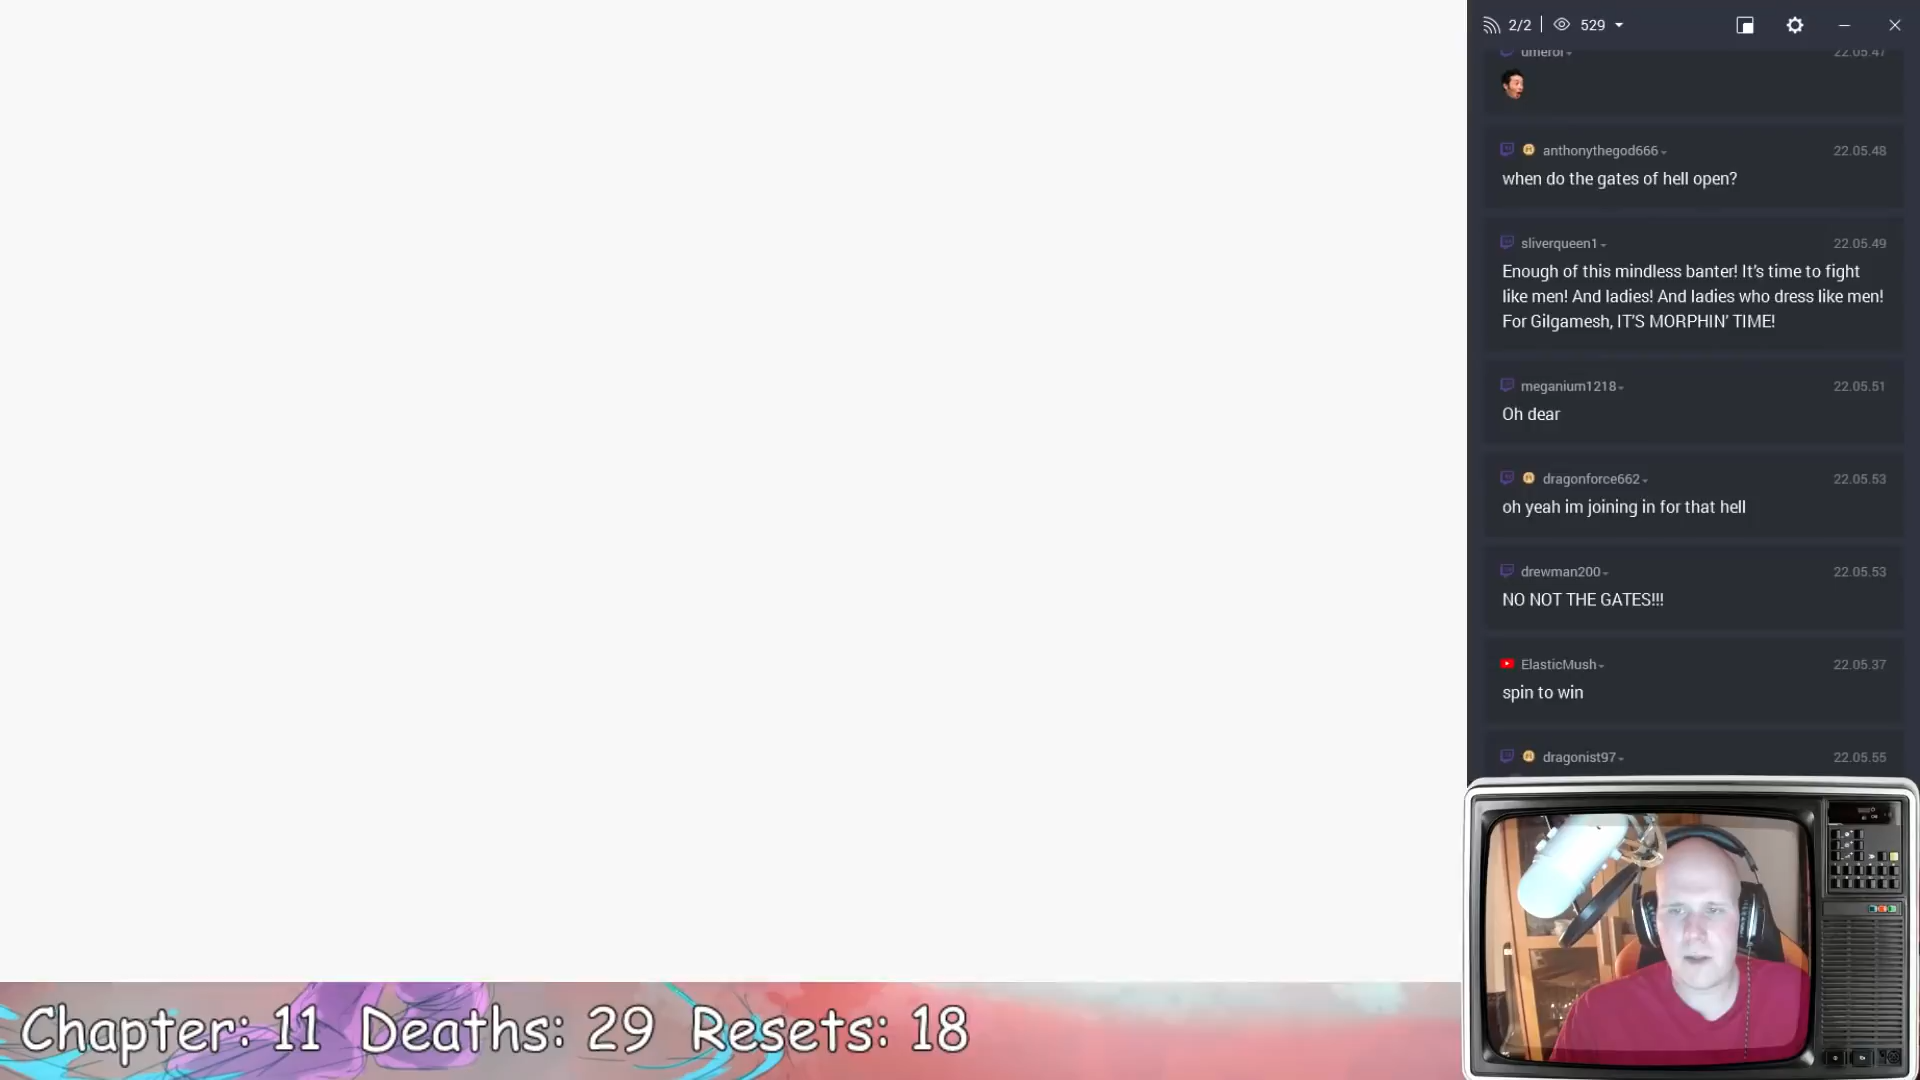 2/2 529
umeroi 22.05.47
anthonythegod666 22.05.48
when do the gates of hell open?
sliverqueen1 22.05.49
Enough of this mindless banter! It's time to fight
like men! And ladies! And ladies who dress like men!
For Gilgamesh, IT'S MORPHIN' TIME!
meganium1218 22.05.51
Oh dear
dragonforce662 22.05.53
oh yeah im joining in for that hell
drewman200 22.05.53
NO NOT THE GATES!!!
ElasticMush 22.05.37
spin to win
dragonist97 22.05.55
Chapter: 11 Deaths: 29 Resets: 18